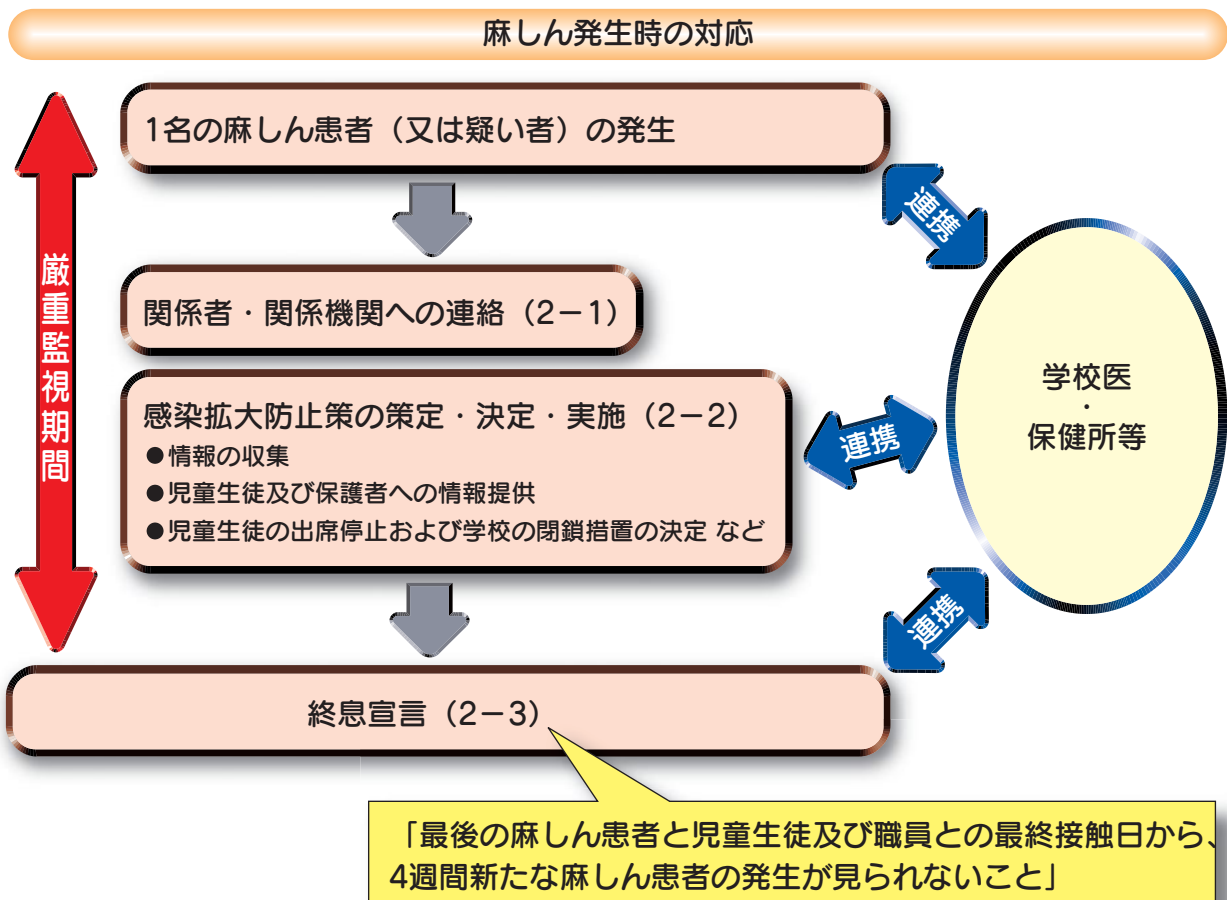 麻しん発生時の対応
1名の麻しん患者（又は疑い者）の発生
連携
厳重監視期間
関係者・関係機関への連絡（2－1）
感染拡大防止策の策定・決定・実施（2－2）
●情報の収集
●児童生徒及び保護者への情報提供
●児童生徒の出席停止および学校の閉鎖措置の決定 など
連携
学校医
・
保健所等
連携
終息宣言（2－3）
「最後の麻しん患者と児童生徒及び職員との最終接触日から、
4週間新たな麻しん患者の発生が見られないこと」